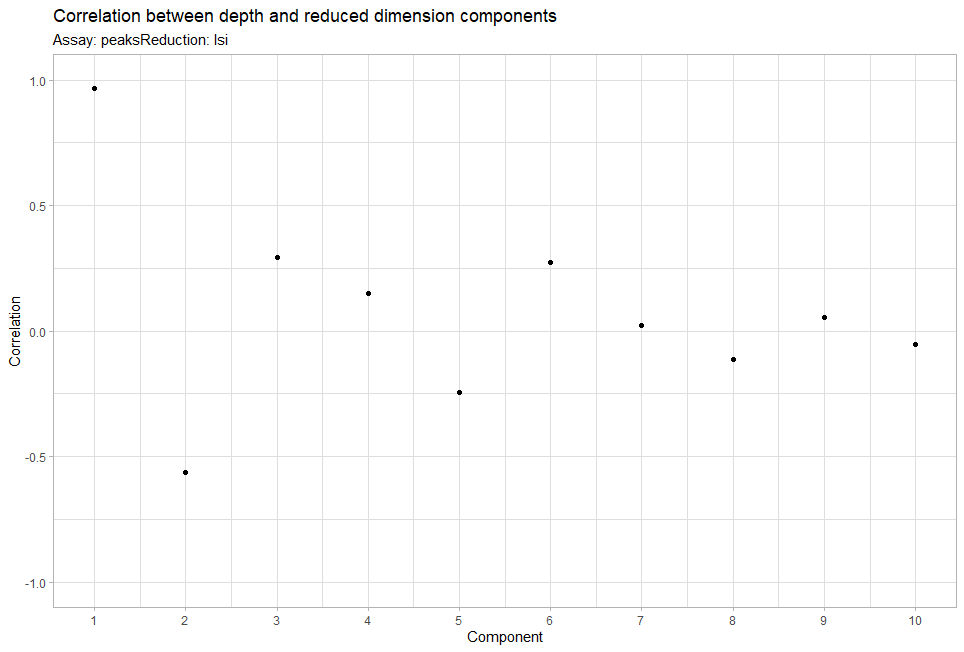 Correlation between depth and reduced dimension components
Assay: peaksReduction: lsi
1.0
0.5
0.0
-0.5
-1.0
Correlation
1 2 3 4 5 6 7 8 9 10
Component